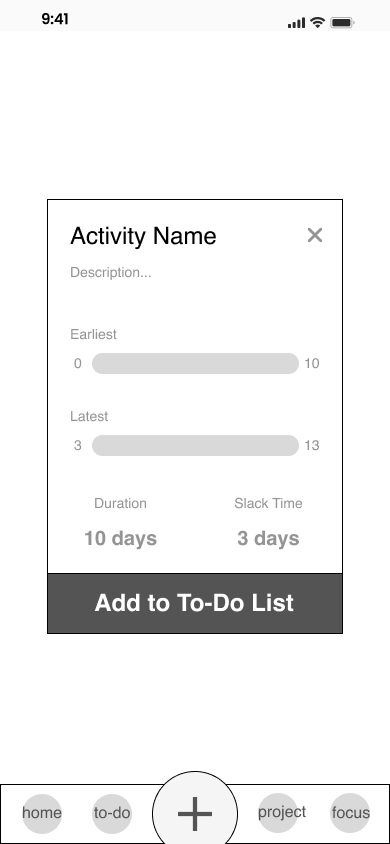 9:41
Activity Name
Description...
Earliest
0 10
Latest
3 13
Duration Slack Time
10 days 3 days
Add to To-Do List
home to-do project focus